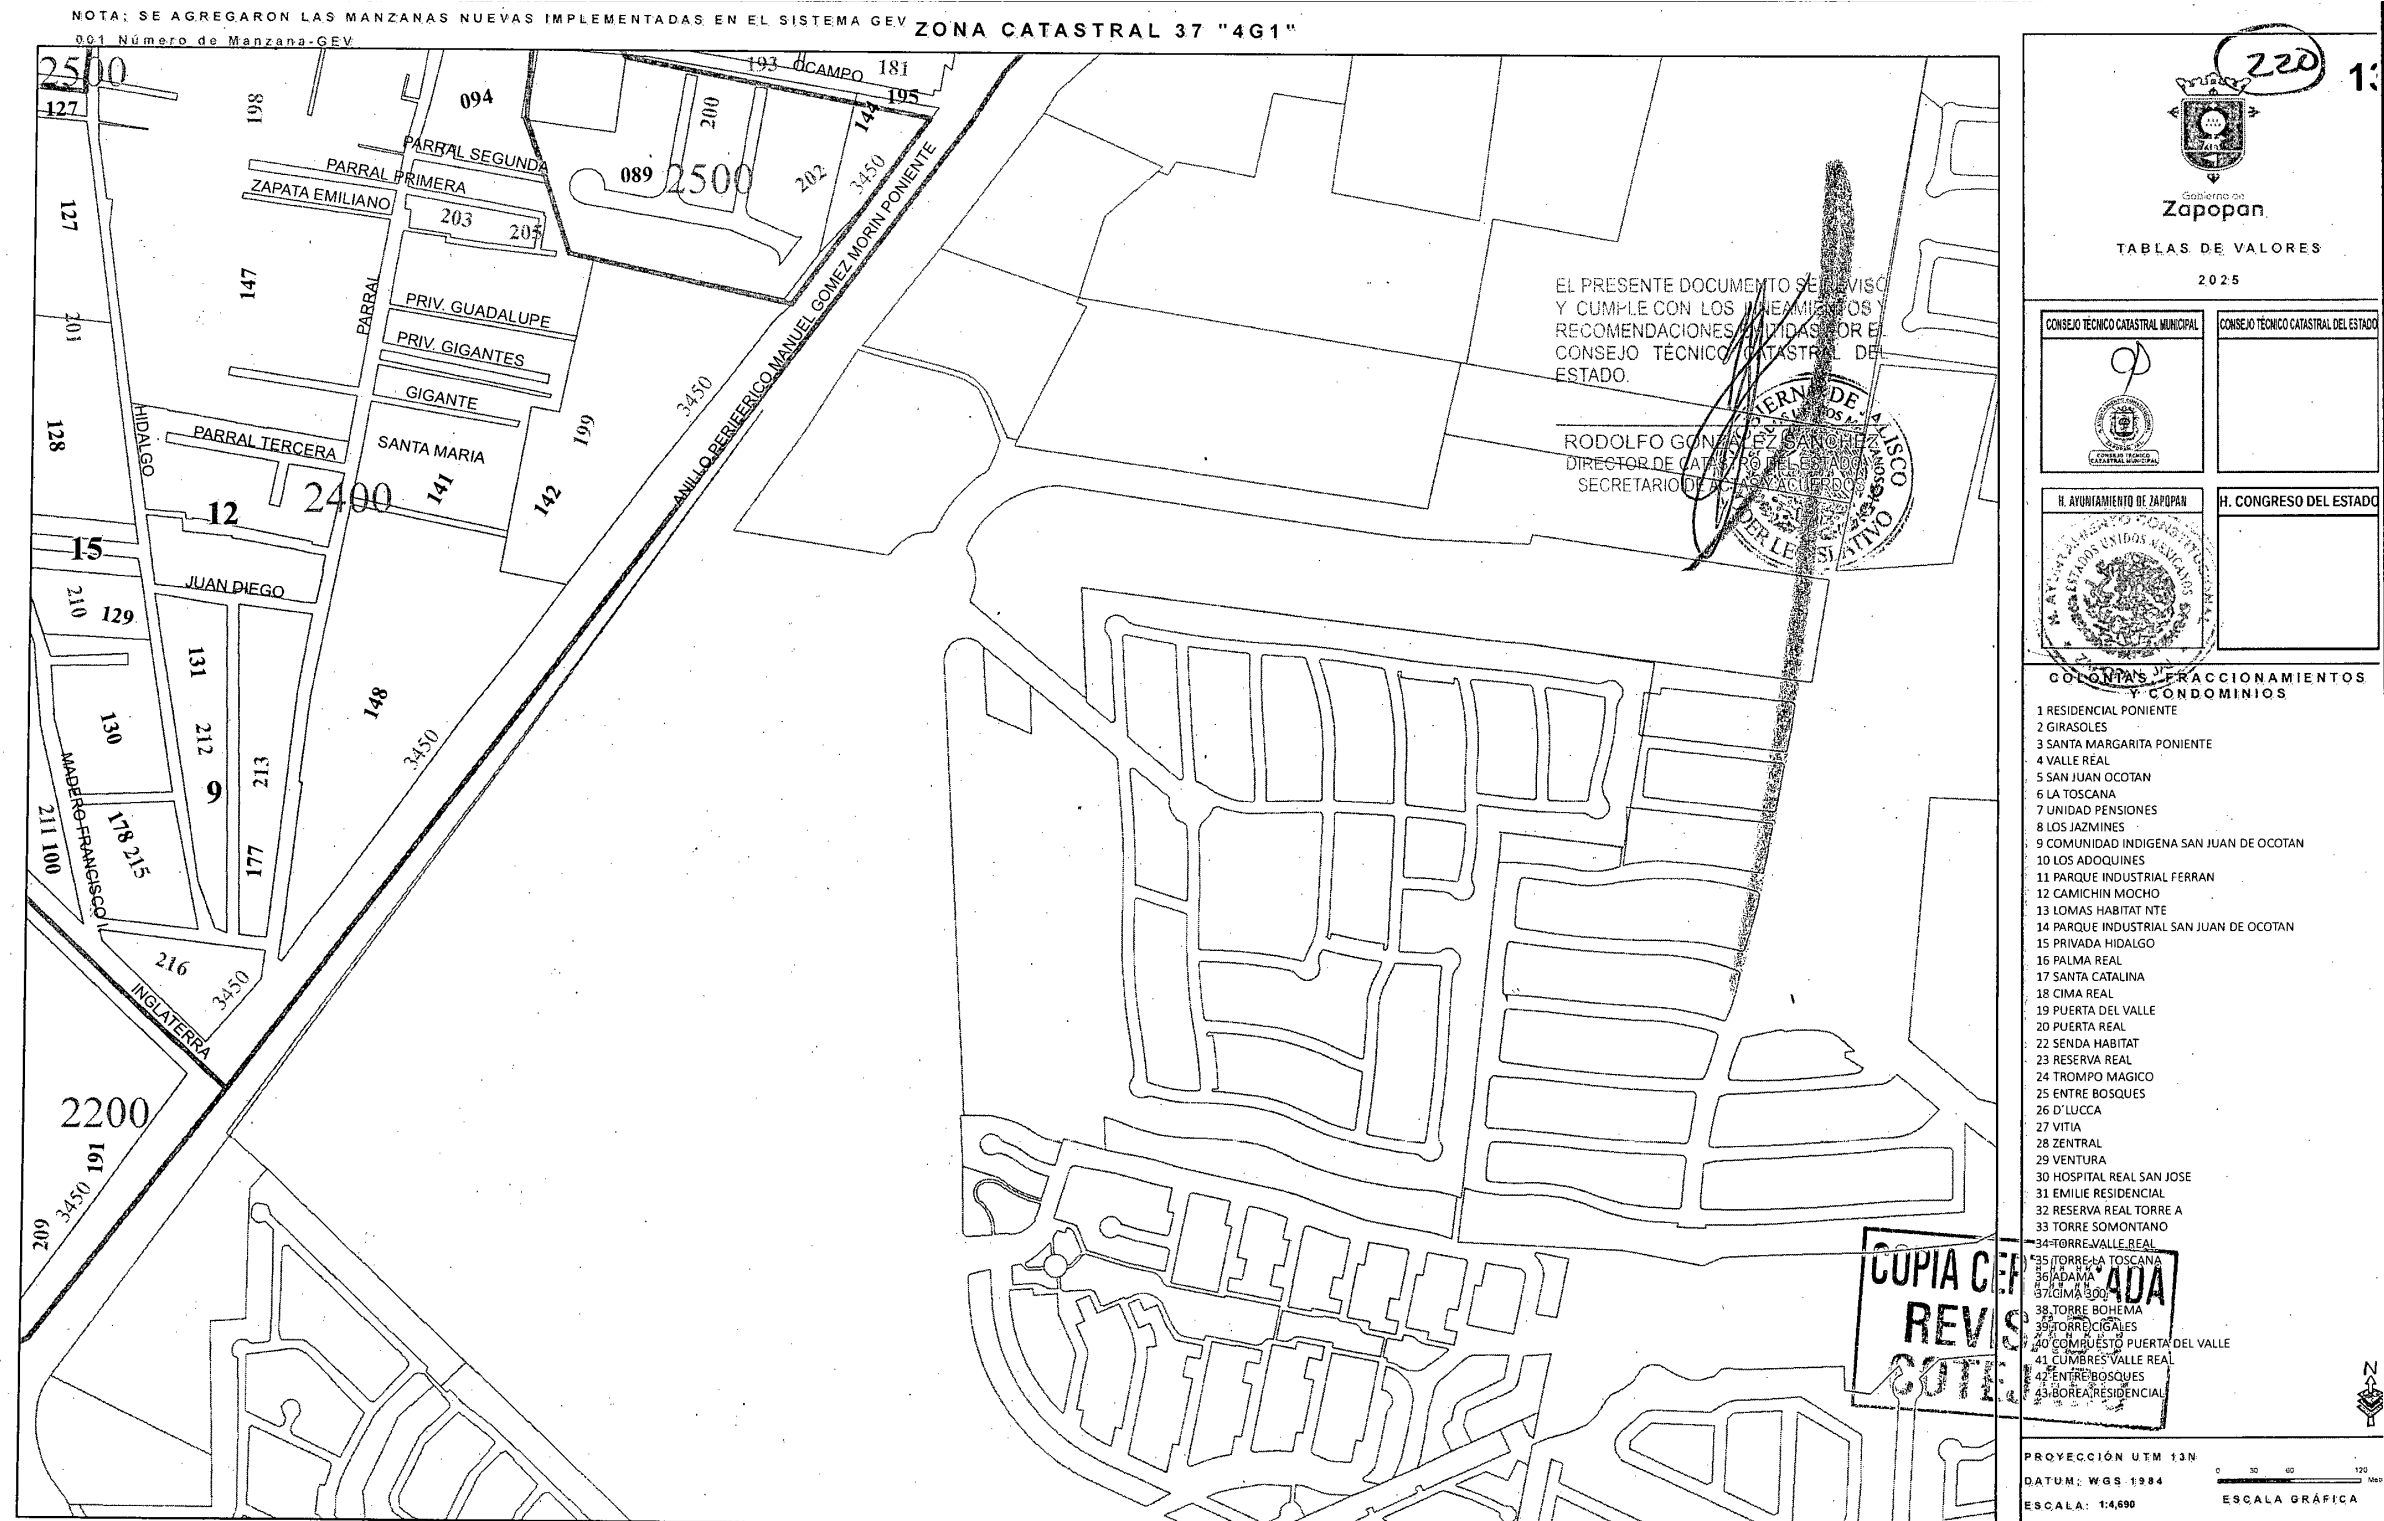 NOTA: SE AGREGARON LAS MANZANAS NUEVAS IMPLEMENTADAS EN EL SISTEMA GEV
001 Número de Manzana-GEV
ZONA CATASTRAL 37 "4G1"
2500
127
198
094
193
OCAMPO
181
195
144
200
PARRAL SEGUNDA
PARRAL PRIMERA
ZAPATA EMILIANO
089
2500
202
3450
203
205
127
147
201
PARRAL
PRIV. GUADALUPE
PRIV. GIGANTES
GIGANTE
ANILLO PERIFERICO MANUEL GOMEZ MORIN PONIENTE
3450
128
HIDALGO
PARRAL TERCERA
SANTA MARIA
199
2400
141
142
12
15
JUAN DIEGO
210
129
131
148
130
212
213
3450
MADERO FRANCISCO I
9
211
100
178
215
177
216
3450
INGLATERRA
2200
191
3450
209
EL PRESENTE DOCUMENTO SE REVISÓ
Y CUMPLE CON LOS LINEAMIENTOS Y
RECOMENDACIONES EMITIDAS POR EL
CONSEJO TÉCNICO CATASTRAL DEL
ESTADO.
RODOLFO GONZÁLEZ SÁNCHEZ
DIRECTOR DE CATASTRO DEL ESTADO Y
SECRETARIO DE ACTAS Y ACUERDOS
220
Gobierno de
Zapopan
TABLAS DE VALORES
2025
CONSEJO TÉCNICO CATASTRAL MUNICIPAL
CONSEJO TÉCNICO CATASTRAL DEL ESTADO
CONSEJO TÉCNICO
CATASTRAL MUNICIPAL
H. AYUNTAMIENTO DE ZAPOPAN
H. CONGRESO DEL ESTADO
ESTADOS UNIDOS MEXICANOS
COLONIAS, FRACCIONAMIENTOS
Y CONDOMINIOS
1 RESIDENCIAL PONIENTE
2 GIRASOLES
3 SANTA MARGARITA PONIENTE
4 VALLE REAL
5 SAN JUAN OCOTAN
6 LA TOSCANA
7 UNIDAD PENSIONES
8 LOS JAZMINES
9 COMUNIDAD INDIGENA SAN JUAN DE OCOTAN
10 LOS ADOQUINES
11 PARQUE INDUSTRIAL FERRAN
12 CAMICHIN MOCHO
13 LOMAS HABITAT NTE
14 PARQUE INDUSTRIAL SAN JUAN DE OCOTAN
15 PRIVADA HIDALGO
16 PALMA REAL
17 SANTA CATALINA
18 CIMA REAL
19 PUERTA DEL VALLE
20 PUERTA REAL
22 SENDA HABITAT
23 RESERVA REAL
24 TROMPO MAGICO
25 ENTRE BOSQUES
26 D'LUCCA
27 VITIA
28 ZENTRAL
29 VENTURA
30 HOSPITAL REAL SAN JOSE
31 EMILIE RESIDENCIAL
32 RESERVA REAL TORRE A
33 TORRE SOMONTANO
34 TORRE VALLE REAL
35 TORRE LA TOSCANA
36 ADAMA
37 CIMA 300
38 TORRE BOHEMA
39 TORRE CIGALES
40 COMPUESTO PUERTA DEL VALLE
41 CUMBRES VALLE REAL
42 ENTRE BOSQUES
43 BOREA RESIDENCIAL
COPIA
N
PROYECCIÓN UTM 13N
DATUM: WGS 1984
ESCALA: 1:4,690
0 30 60 120
ESCALA GRÁFICA